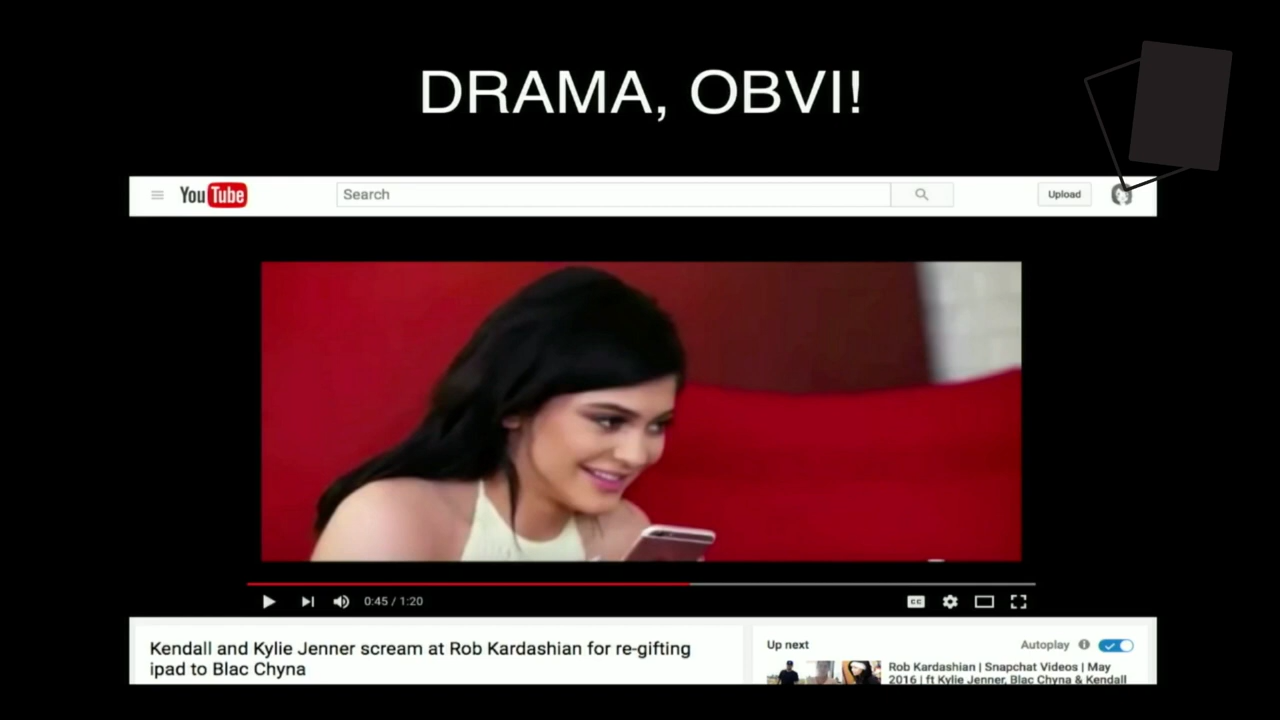 DRAMA, OBVI!
YouTube
Search
Upload
0:45 / 1:20
CC
Kendall and Kylie Jenner scream at Rob Kardashian for re-gifting
ipad to Blac Chyna
Up next
Autoplay
Rob Kardashian | Snapchat Videos | May
2016 | ft Kylie Jenner, Blac Chyna & Kendall